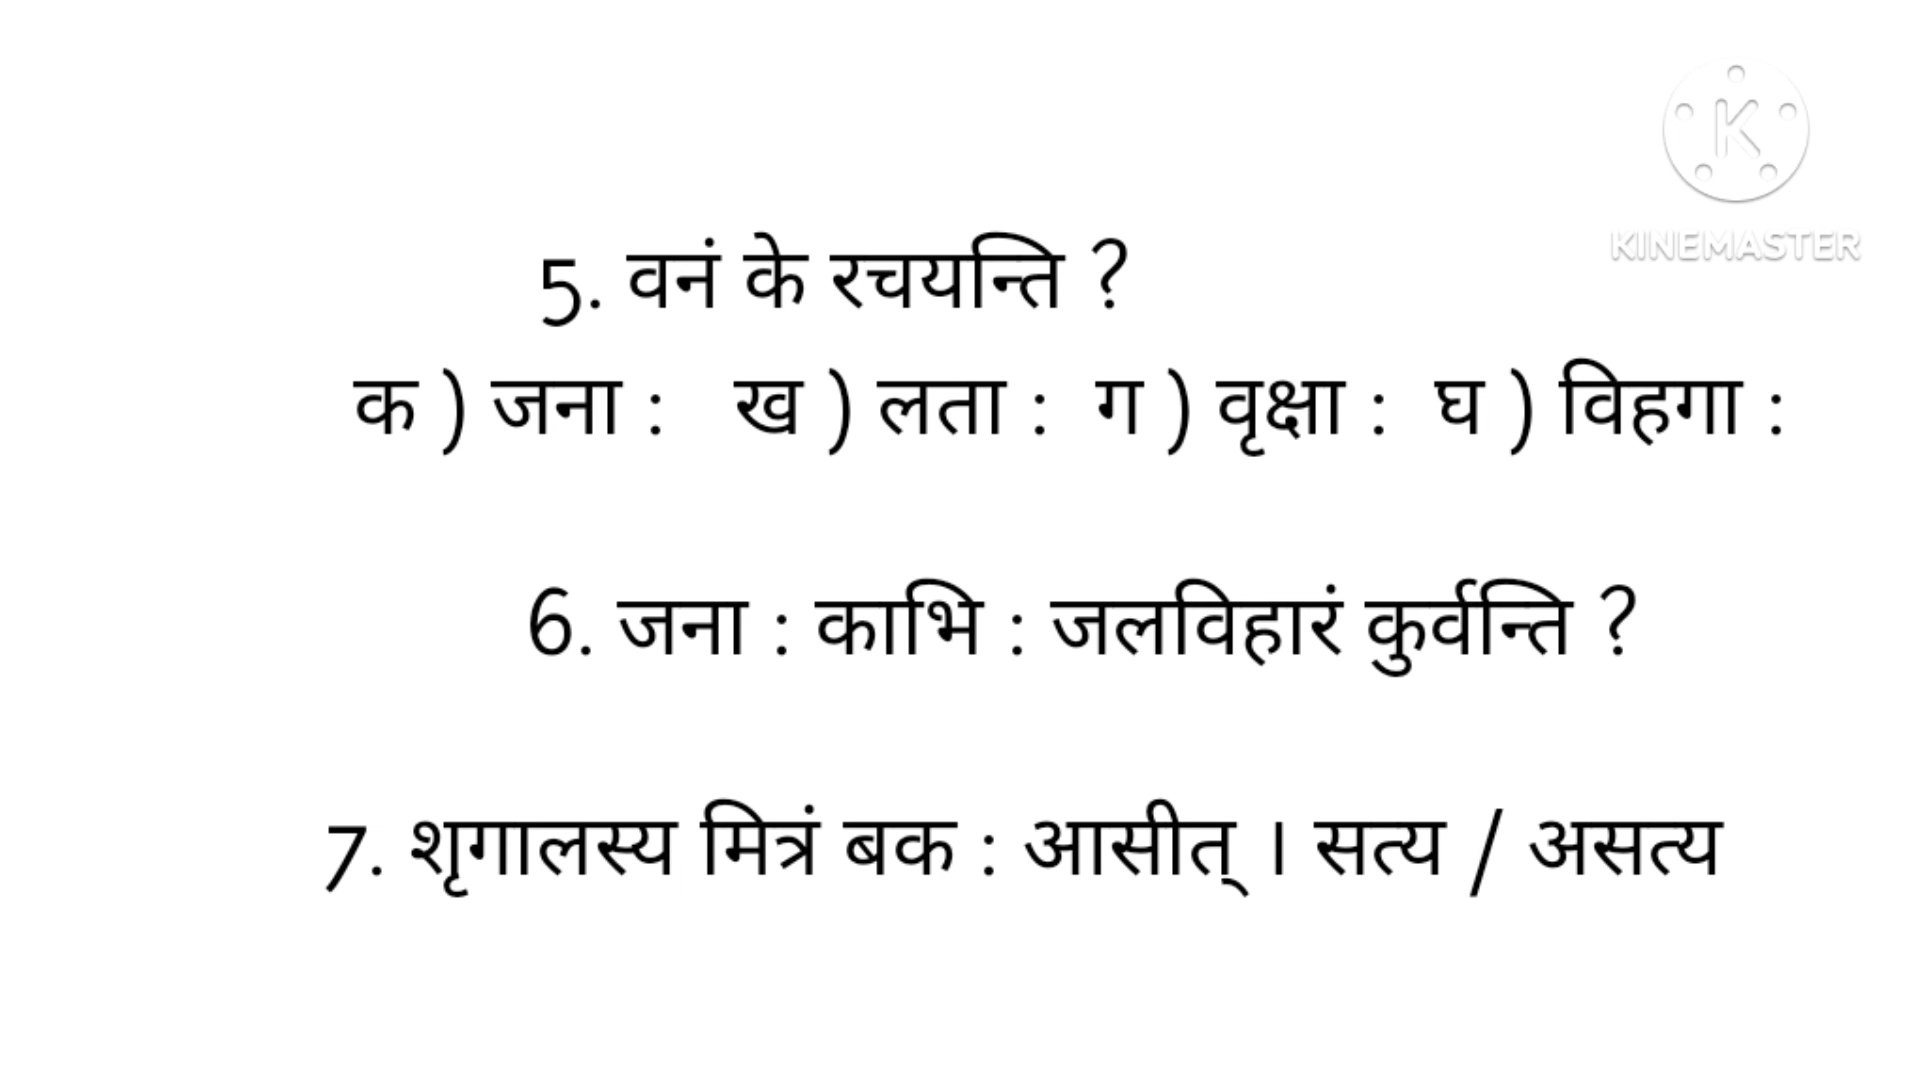 K
KINEMASTER
5. वनं के रचयन्ति ?
क ) जना : ख ) लता : ग ) वृक्षा : घ ) विहगा :
6. जना : काभि : जलविहारं कुर्वन्ति ?
7. शृगालस्य मित्रं बक : आसीत् । सत्य / असत्य